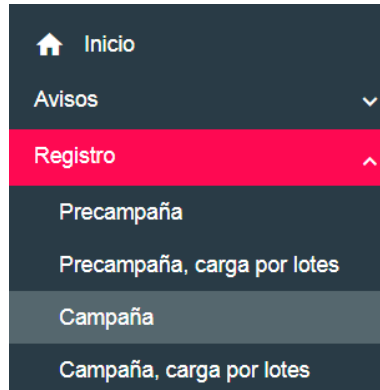 Inicio
Avisos
Registro
Precampaña
Precampaña, carga por lotes
Campaña
Campaña, carga por lotes